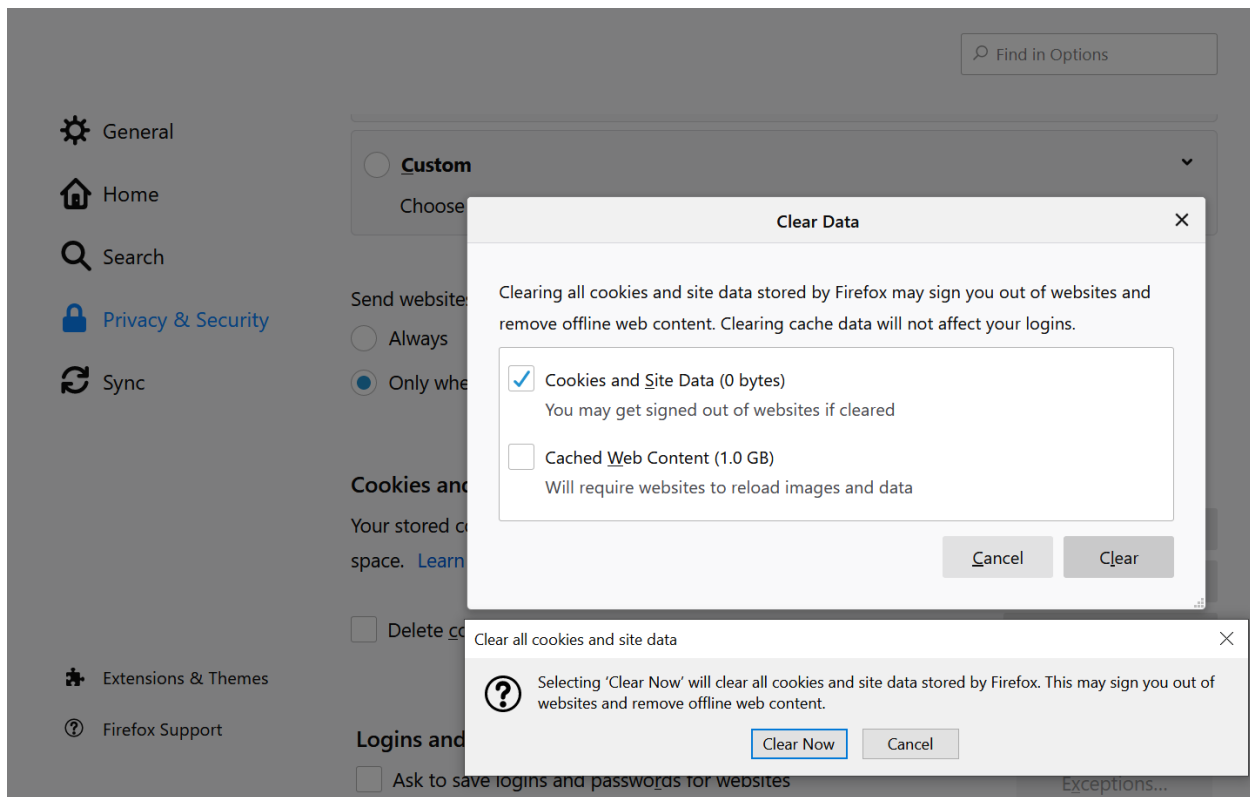 Find in Options
General
Home
Search
Privacy & Security
Sync
Extensions & Themes
Firefox Support
Custom
Choose
Send websites
Always
Only whe
Cookies and
Your stored co
space. Learn
Delete co
Logins and
Ask to save logins and passwords for websites
Exceptions...
Clear Data
Clearing all cookies and site data stored by Firefox may sign you out of websites and
remove offline web content. Clearing cache data will not affect your logins.
Cookies and Site Data (0 bytes)
You may get signed out of websites if cleared
Cached Web Content (1.0 GB)
Will require websites to reload images and data
Cancel Clear
Clear all cookies and site data
Selecting ‘Clear Now’ will clear all cookies and site data stored by Firefox. This may sign you out of
websites and remove offline web content.
Clear Now Cancel